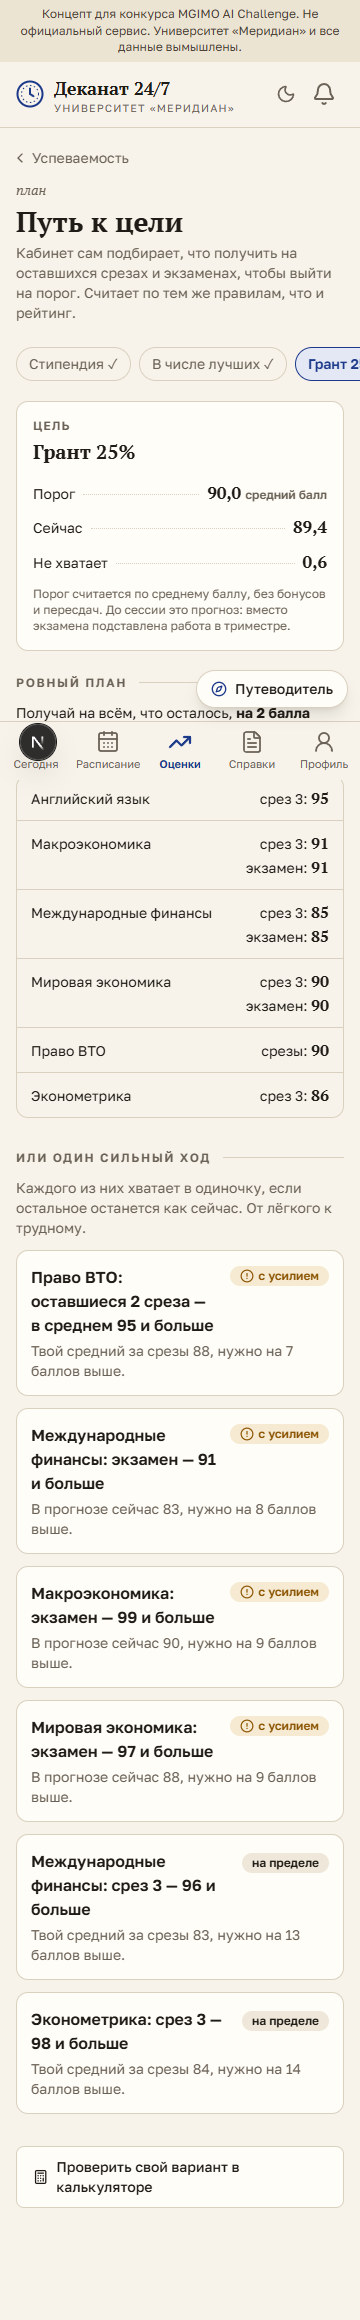 Концепт для конкурса MGIMO AI Challenge. Не
официальный сервис. Университет «Меридиан» и все
данные вымышлены.
Деканат 24/7
УНИВЕРСИТЕТ «МЕРИДИАН»
Успеваемость
план
Путь к цели
Кабинет сам подбирает, что получить на
оставшихся срезах и экзаменах, чтобы выйти
на порог. Считает по тем же правилам, что и
рейтинг.
Стипендия ✓
В числе лучших ✓
Грант 2
ЦЕЛЬ
Грант 25%
Порог 90,0 средний балл
Сейчас 89,4
Не хватает 0,6
Порог считается по среднему баллу, без бонусов
и пересдач. До сессии это прогноз: вместо
экзамена подставлена работа в триместре.
РОВНЫЙ ПЛАН
Путеводитель
Получай на всём, что осталось, на 2 балла
N
Сегодня
Расписание
Оценки
Справки
Профиль
Английский язык срез 3: 95
Макроэкономика срез 3: 91
экзамен: 91
Международные финансы срез 3: 85
экзамен: 85
Мировая экономика срез 3: 90
экзамен: 90
Право ВТО срезы: 90
Эконометрика срез 3: 86
ИЛИ ОДИН СИЛЬНЫЙ ХОД
Каждого из них хватает в одиночку, если
остальное останется как сейчас. От лёгкого к
трудному.
Право ВТО:
оставшиеся 2 среза —
в среднем 95 и больше
с усилием
Твой средний за срезы 88, нужно на 7
баллов выше.
Международные
финансы: экзамен — 91
и больше
с усилием
В прогнозе сейчас 83, нужно на 8 баллов
выше.
Макроэкономика:
экзамен — 99 и больше
с усилием
В прогнозе сейчас 90, нужно на 9 баллов
выше.
Мировая экономика:
экзамен — 97 и больше
с усилием
В прогнозе сейчас 88, нужно на 9 баллов
выше.
Международные
финансы: срез 3 — 96 и
больше
на пределе
Твой средний за срезы 83, нужно на 13
баллов выше.
Эконометрика: срез 3 —
98 и больше
на пределе
Твой средний за срезы 84, нужно на 14
баллов выше.
Проверить свой вариант в
калькуляторе